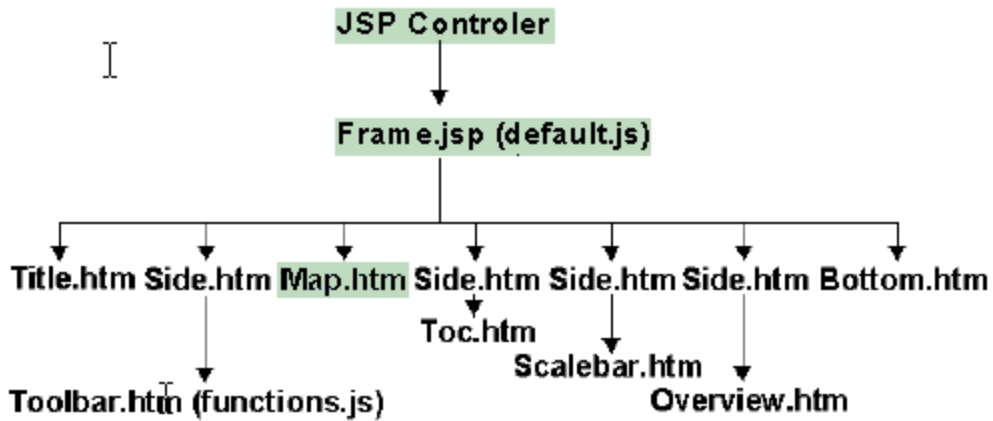 JSP Controler
Frame.jsp (default.js)
Title.htm Side.htm Map.htm Side.htm Side.htm Side.htm Bottom.htm
Toc.htm
Scalebar.htm
Toolbar.htm (functions.js) Overview.htm